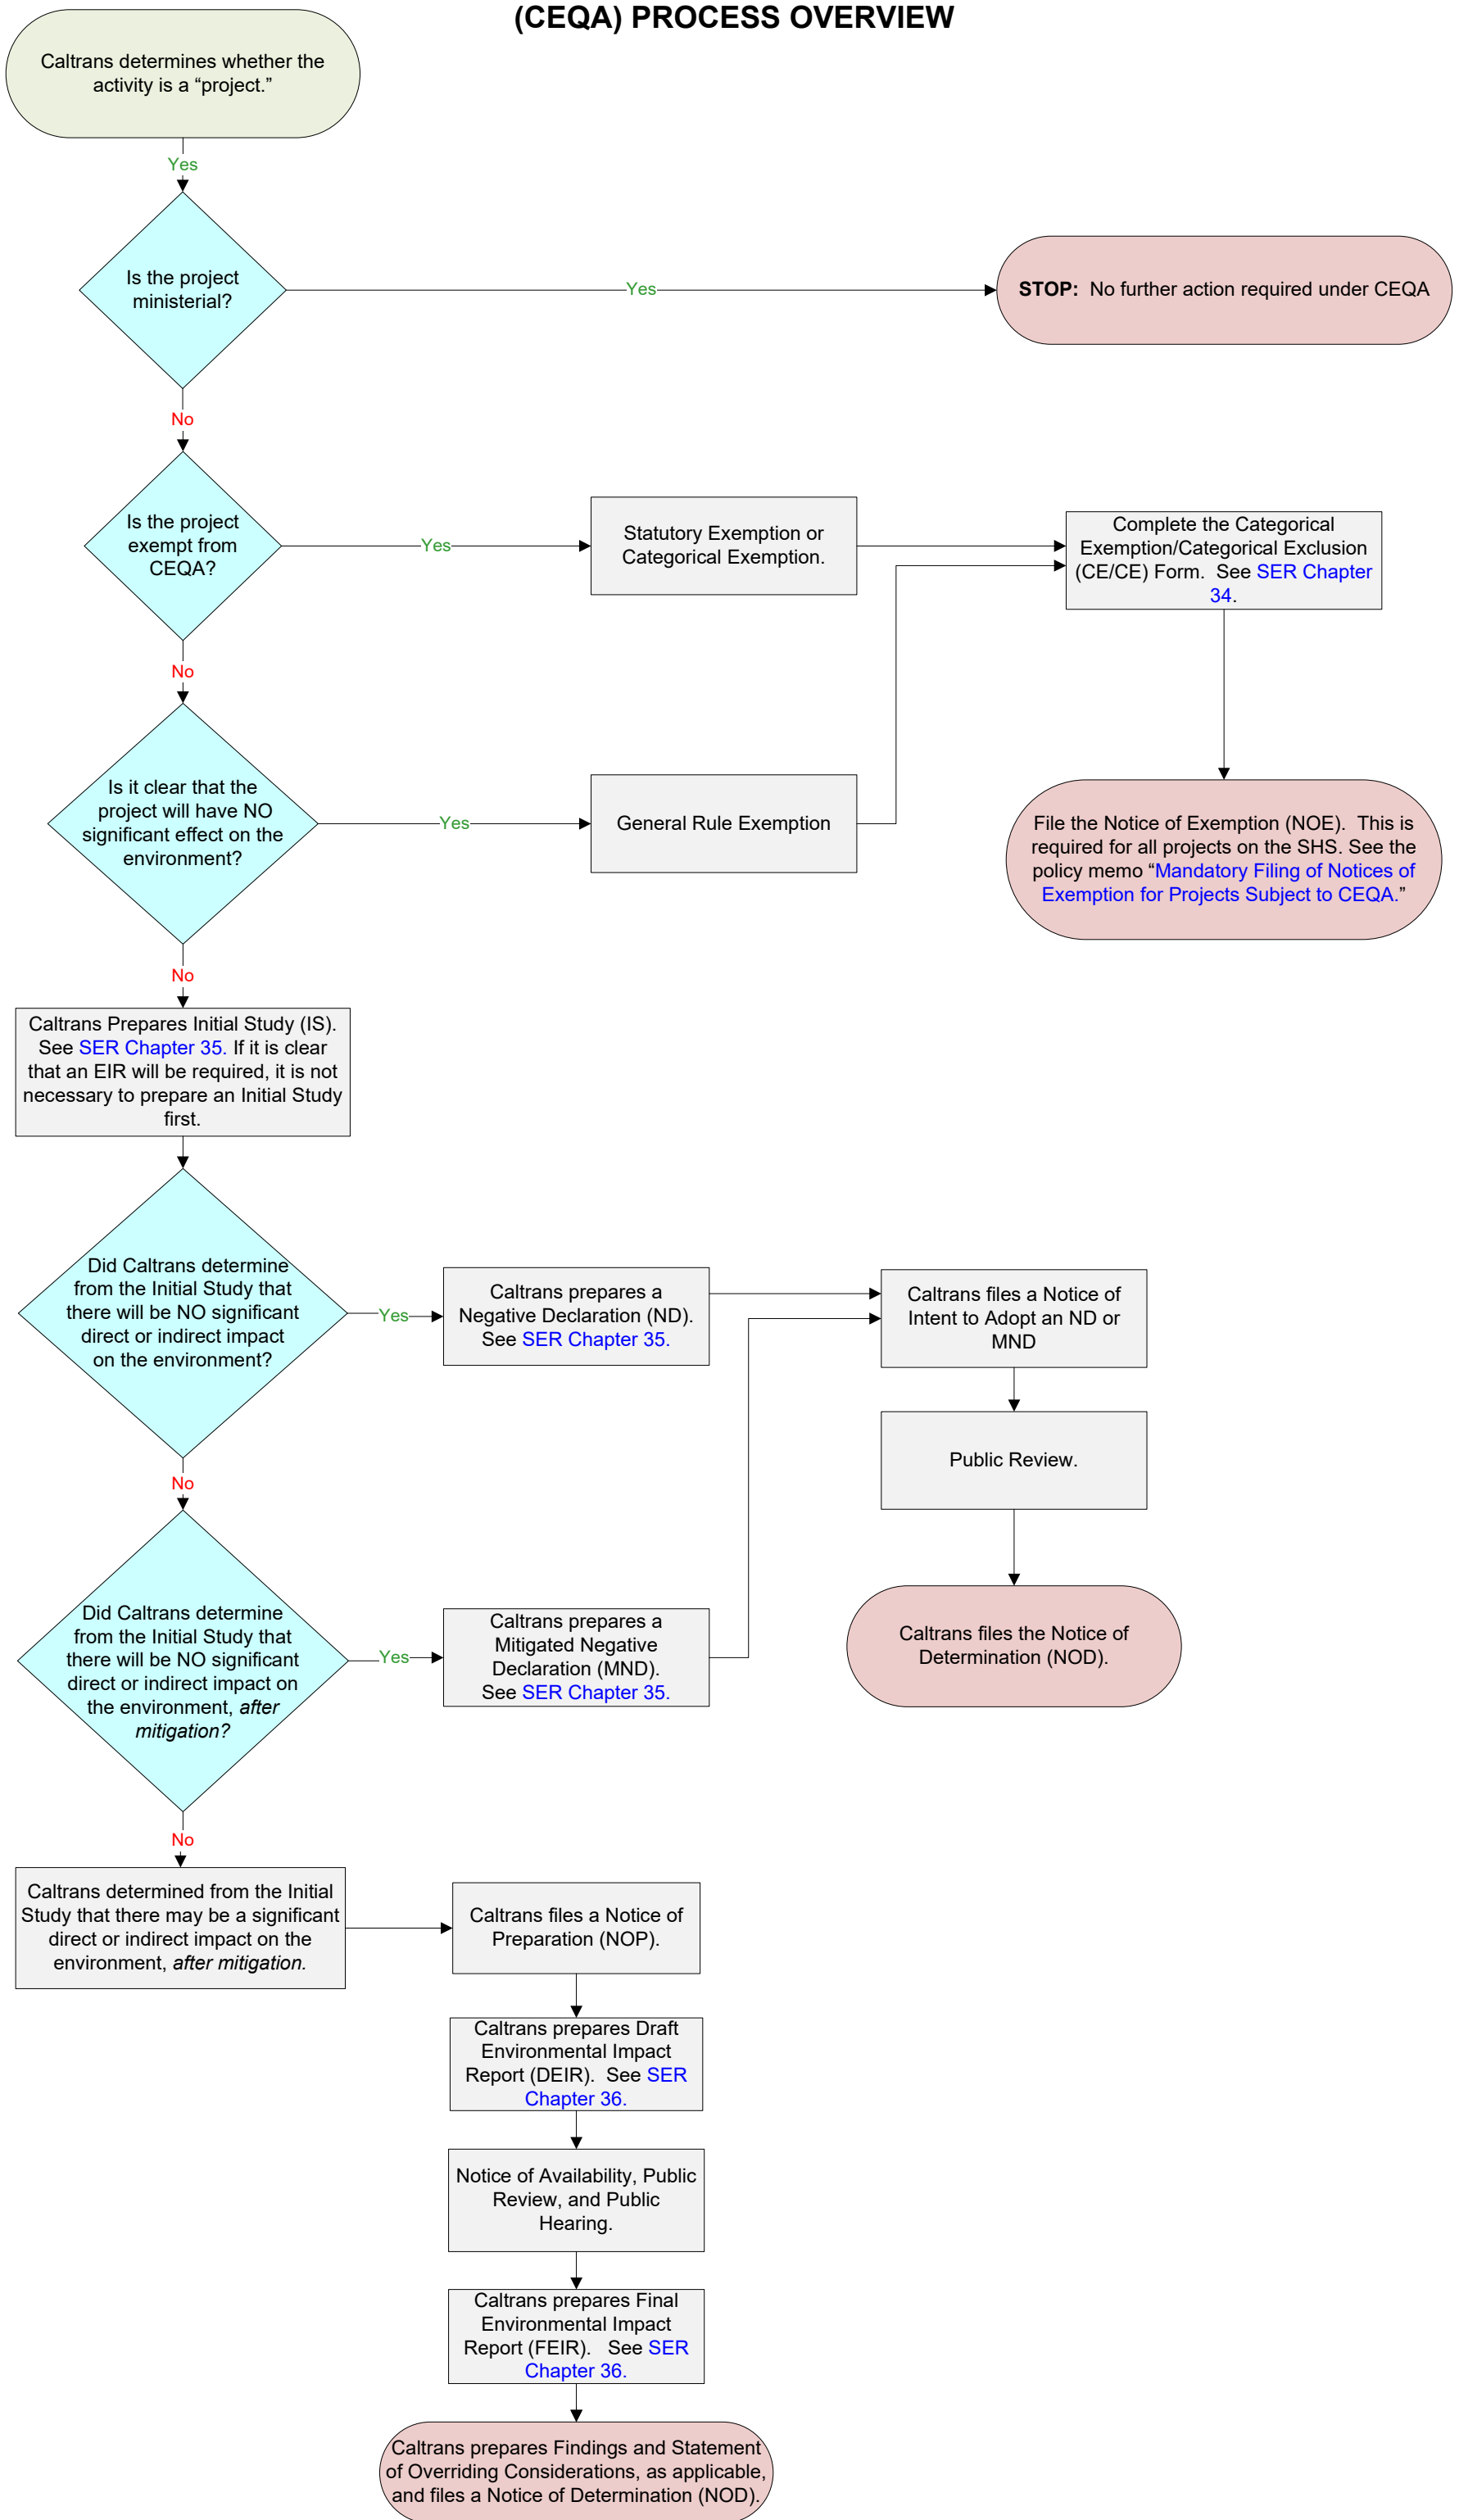 (CEQA) PROCESS OVERVIEW
Caltrans determines whether the
activity is a “project.”
Yes
Is the project
ministerial?
Yes
STOP:  No further action required under CEQA
No
Is the project
exempt from
CEQA?
Yes
Statutory Exemption or
Categorical Exemption.
Complete the Categorical
Exemption/Categorical Exclusion
(CE/CE) Form.  See SER Chapter
34.
No
Is it clear that the
project will have NO
significant effect on the
environment?
Yes
General Rule Exemption
File the Notice of Exemption (NOE).  This is
required for all projects on the SHS. See the
policy memo “Mandatory Filing of Notices of
Exemption for Projects Subject to CEQA.”
No
Caltrans Prepares Initial Study (IS).
See SER Chapter 35. If it is clear
that an EIR will be required, it is not
necessary to prepare an Initial Study
first.
Did Caltrans determine
from the Initial Study that
there will be NO significant
direct or indirect impact
on the environment?
Yes
Caltrans prepares a
Negative Declaration (ND).
See SER Chapter 35.
Caltrans files a Notice of
Intent to Adopt an ND or
MND
Public Review.
No
Did Caltrans determine
from the Initial Study that
there will be NO significant
direct or indirect impact on
the environment, after
mitigation?
Yes
Caltrans prepares a
Mitigated Negative
Declaration (MND).
See SER Chapter 35.
Caltrans files the Notice of
Determination (NOD).
No
Caltrans determined from the Initial
Study that there may be a significant
direct or indirect impact on the
environment, after mitigation.
Caltrans files a Notice of
Preparation (NOP).
Caltrans prepares Draft
Environmental Impact
Report (DEIR).  See SER
Chapter 36.
Notice of Availability, Public
Review, and Public
Hearing.
Caltrans prepares Final
Environmental Impact
Report (FEIR).   See SER
Chapter 36.
Caltrans prepares Findings and Statement
of Overriding Considerations, as applicable,
and files a Notice of Determination (NOD).